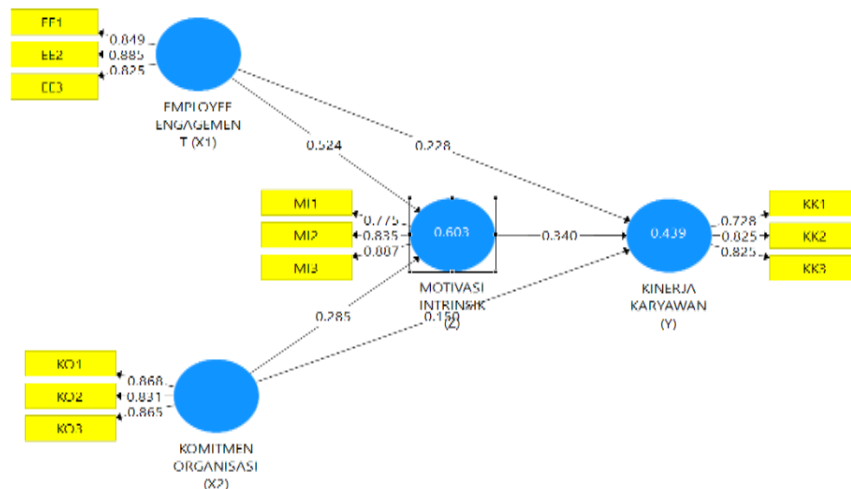 EE1
0.849
EE2
0.885
EE3
0.825
EMPLOYEE
ENGAGEMEN
T (X1)
0.524
0.228
MI1
0.775
MI2
0.835
MI3
0.887
0.603
MOTIVASI
INTRINSIK
(Z)
0.340
0.439
KINERJA
KARYAWAN
(Y)
0.728
KK1
0.825
KK2
0.825
KK3
0.285
0.150
KO1
0.868
KO2
0.831
KO3
0.865
KOMITMEN
ORGANISASI
(X2)